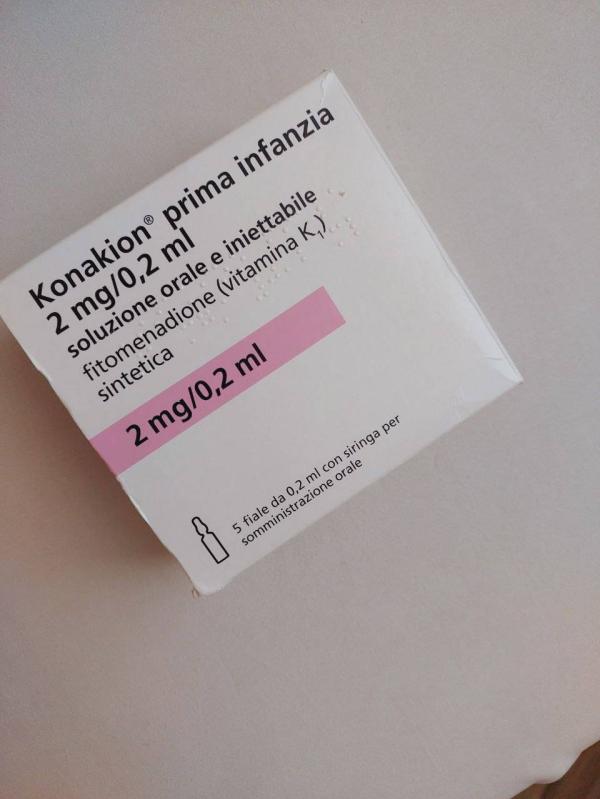 Konakion® prima infanzia
2 mg/0,2 ml
soluzione orale e iniettabile
fitomenadione (vitamina K₁)
sintetica
2 mg/0,2 ml
5 fiale da 0,2 ml con siringa per
somministrazione orale